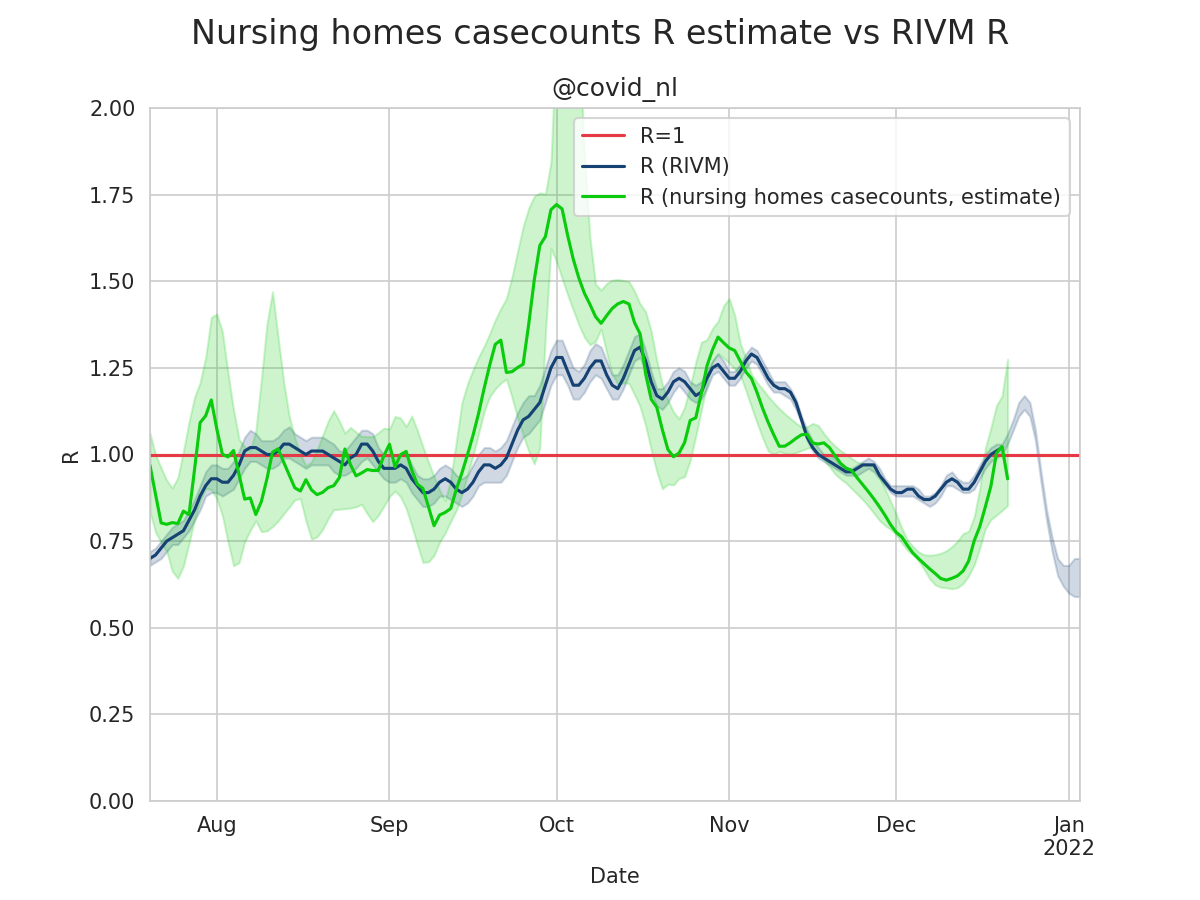 Nursing homes casecounts R estimate vs RIVM R
@covid_nl
R=1
R (RIVM)
R (nursing homes casecounts, estimate)
2.00
1.75
1.50
1.25
1.00
0.75
0.50
0.25
0.00
R
Aug Sep Oct Nov Dec Jan
2022
Date